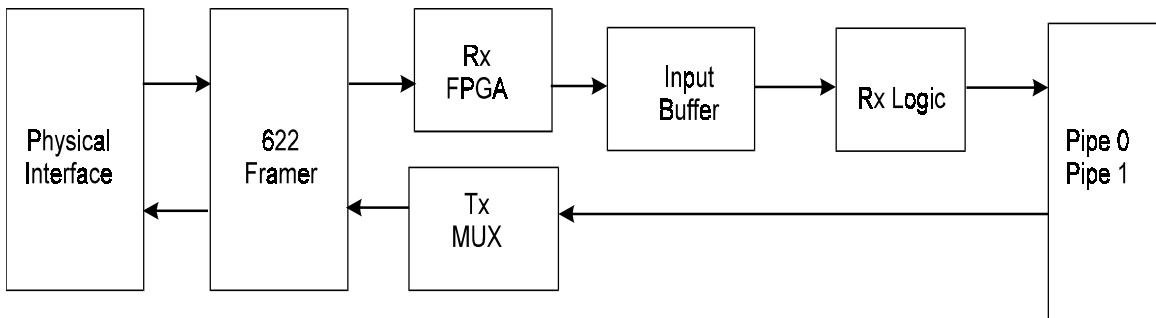 Physical
Interface
622
Framer
Rx
FPGA
Input
Buffer
Rx Logic
Pipe 0
Pipe 1
Tx
MUX